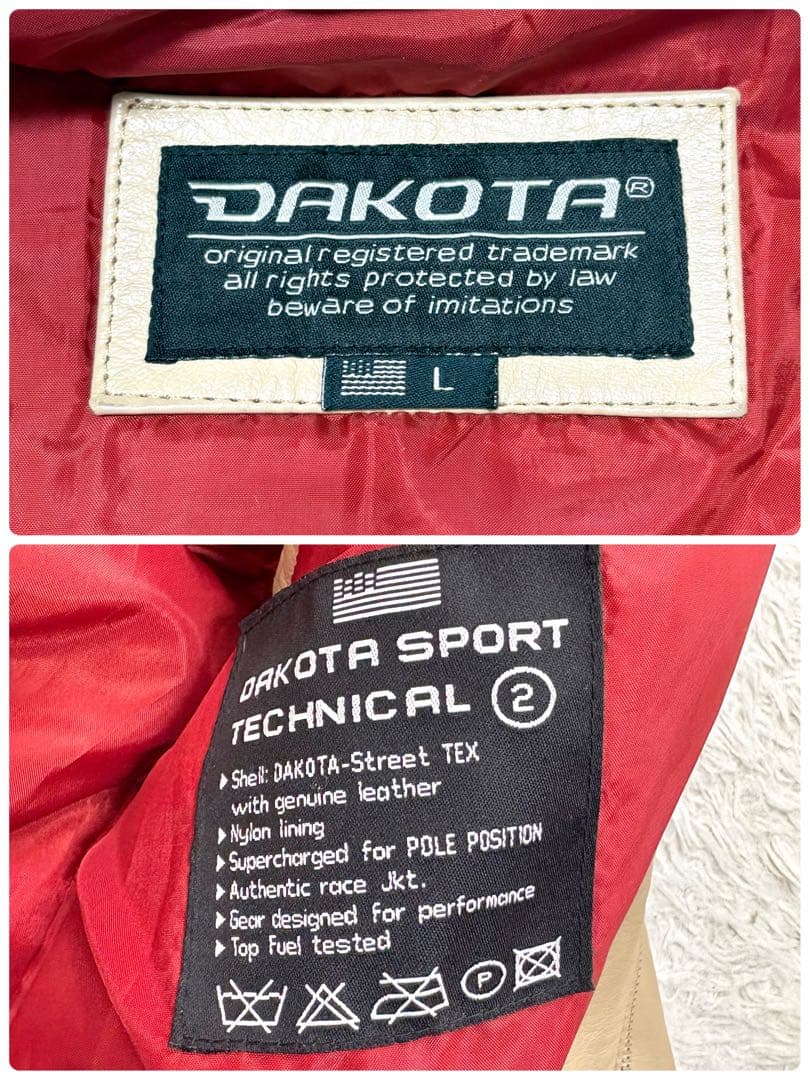 DAKOTA®
original registered trademark
all rights protected by law
beware of imitations
L
DAKOTA SPORT
TECHNICAL 2
Shell: DAKOTA-Street TEX
with genuine leather
Nylon lining
Supercharged for POLE POSITION
Authentic race Jkt.
Gear designed for performance
Top Fuel tested
P